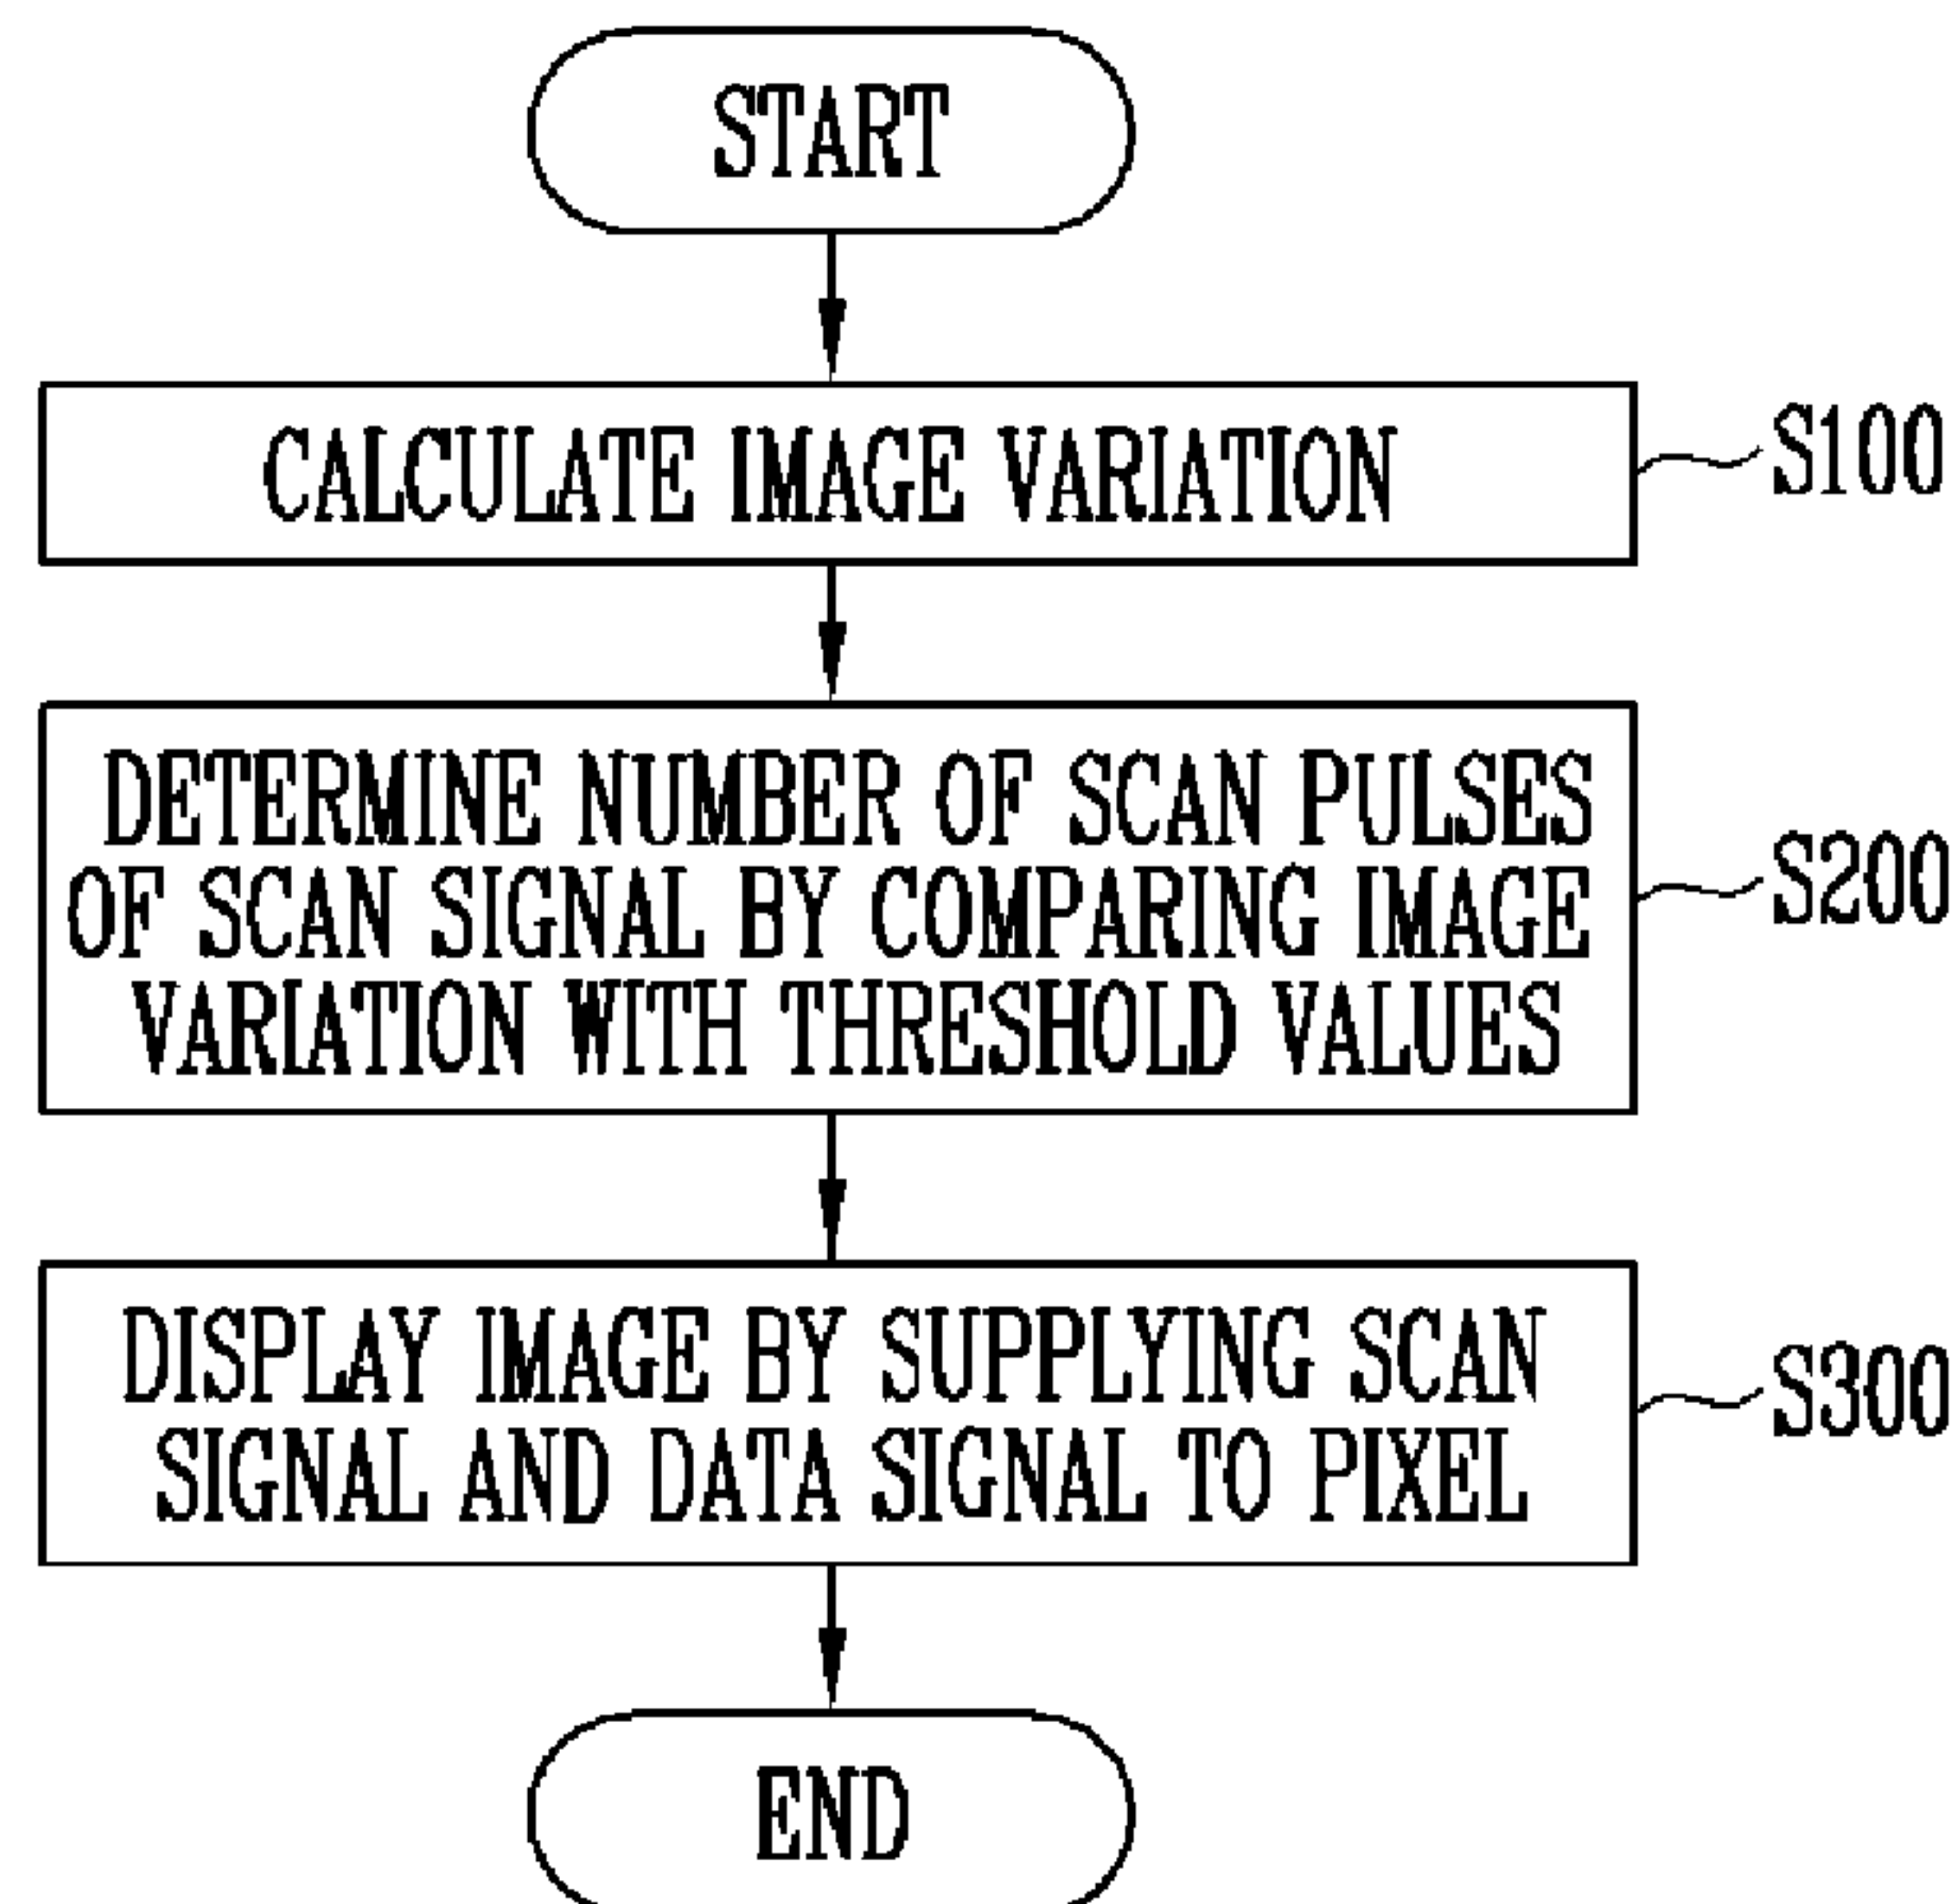 START
CALCULATE IMAGE VARIATION
S100
DETERMINE NUMBER OF SCAN PULSES
OF SCAN SIGNAL BY COMPARING IMAGE
VARIATION WITH THRESHOLD VALUES
S200
DISPLAY IMAGE BY SUPPLYING SCAN
SIGNAL AND DATA SIGNAL TO PIXEL
S300
END